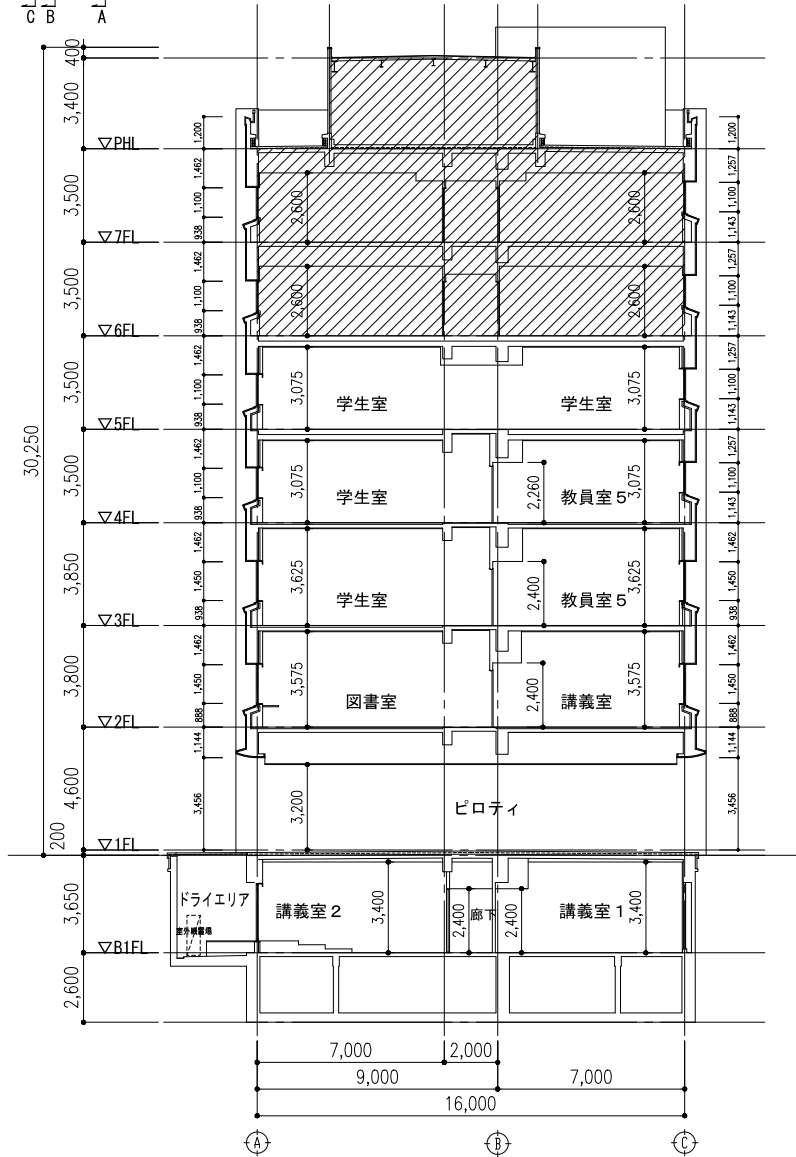 C B A
400
3,400
1,200 1,200
▽PHL
1,462 1,257
3,500 1,100 2,600 2,600 1,100
938 1,143
▽7FL
1,462 1,257
3,500 1,100 2,600 2,600 1,100
938 1,143
▽6FL
1,462 1,257
3,500 1,100 3,075 学生室 学生室 3,075 1,100
938 1,143
▽5FL
30,250
1,462 1,257
3,500 1,100 3,075 学生室 2,260 教員室5 3,075 1,100
938 1,143
▽4FL
1,462 1,462
3,850 1,450 3,625 学生室 2,400 教員室5 3,625 1,450
938 938
▽3FL
1,462 1,462
3,800 1,450 3,575 図書室 2,400 講義室 3,575 1,450
888 888
▽2FL
1,144 1,144
4,600 3,456 3,200 ピロティ 3,456
200
▽1FL
ドライエリア
3,650 講義室2 3,400 2,400 廊下 2,400 講義室1 3,400
▽B1FL
2,600
7,000 2,000
9,000 7,000
16,000
A B C